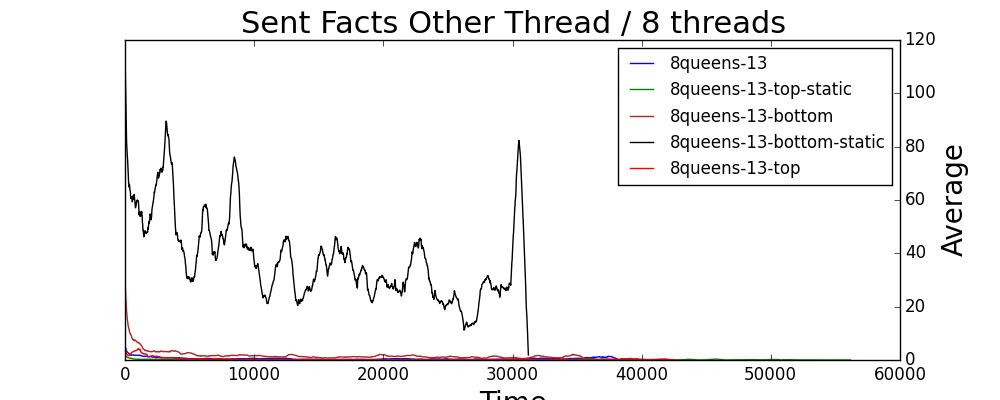 Sent Facts Other Thread / 8 threads
8queens-13
8queens-13-top-static
8queens-13-bottom
8queens-13-bottom-static
8queens-13-top
120
100
80
60
40
20
0
Average
0 10000 20000 30000 40000 50000 60000
Time